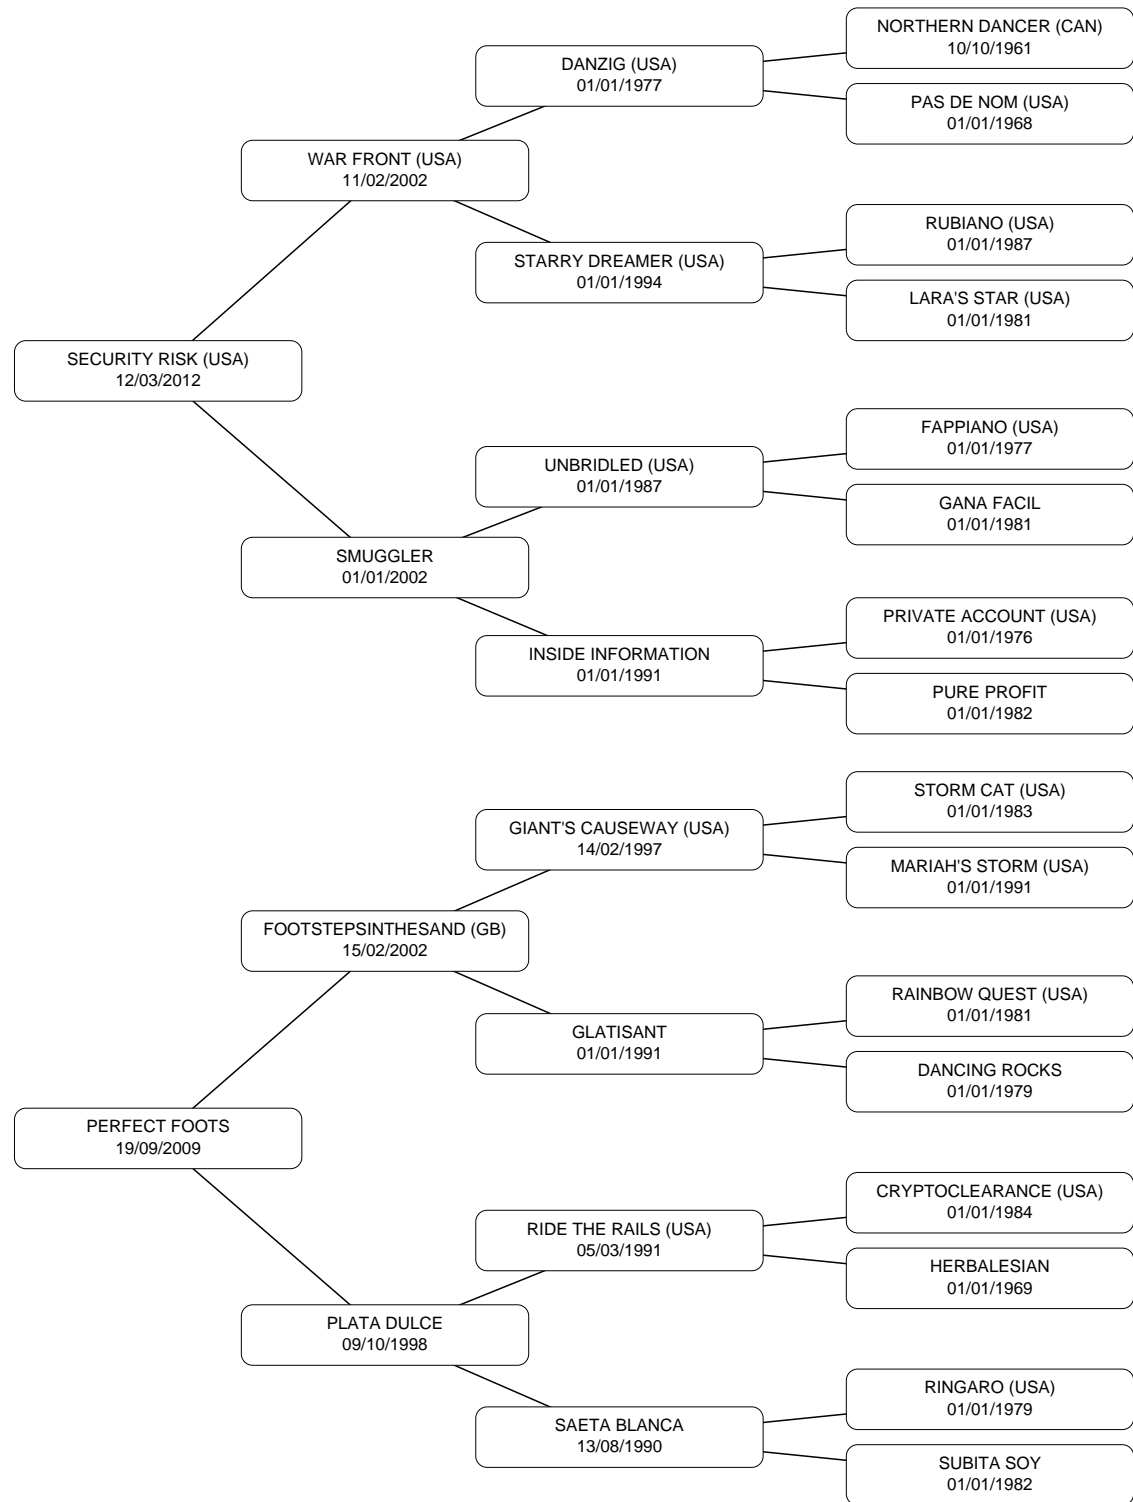 NORTHERN DANCER (CAN)
10/10/1961
DANZIG (USA)
01/01/1977
PAS DE NOM (USA)
01/01/1968
WAR FRONT (USA)
11/02/2002
RUBIANO (USA)
01/01/1987
STARRY DREAMER (USA)
01/01/1994
LARA'S STAR (USA)
01/01/1981
SECURITY RISK (USA)
12/03/2012
FAPPIANO (USA)
01/01/1977
UNBRIDLED (USA)
01/01/1987
GANA FACIL
01/01/1981
SMUGGLER
01/01/2002
PRIVATE ACCOUNT (USA)
01/01/1976
INSIDE INFORMATION
01/01/1991
PURE PROFIT
01/01/1982
STORM CAT (USA)
01/01/1983
GIANT'S CAUSEWAY (USA)
14/02/1997
MARIAH'S STORM (USA)
01/01/1991
FOOTSTEPSINTHESAND (GB)
15/02/2002
RAINBOW QUEST (USA)
01/01/1981
GLATISANT
01/01/1991
DANCING ROCKS
01/01/1979
PERFECT FOOTS
19/09/2009
CRYPTOCLEARANCE (USA)
01/01/1984
RIDE THE RAILS (USA)
05/03/1991
HERBALESIAN
01/01/1969
PLATA DULCE
09/10/1998
RINGARO (USA)
01/01/1979
SAETA BLANCA
13/08/1990
SUBITA SOY
01/01/1982